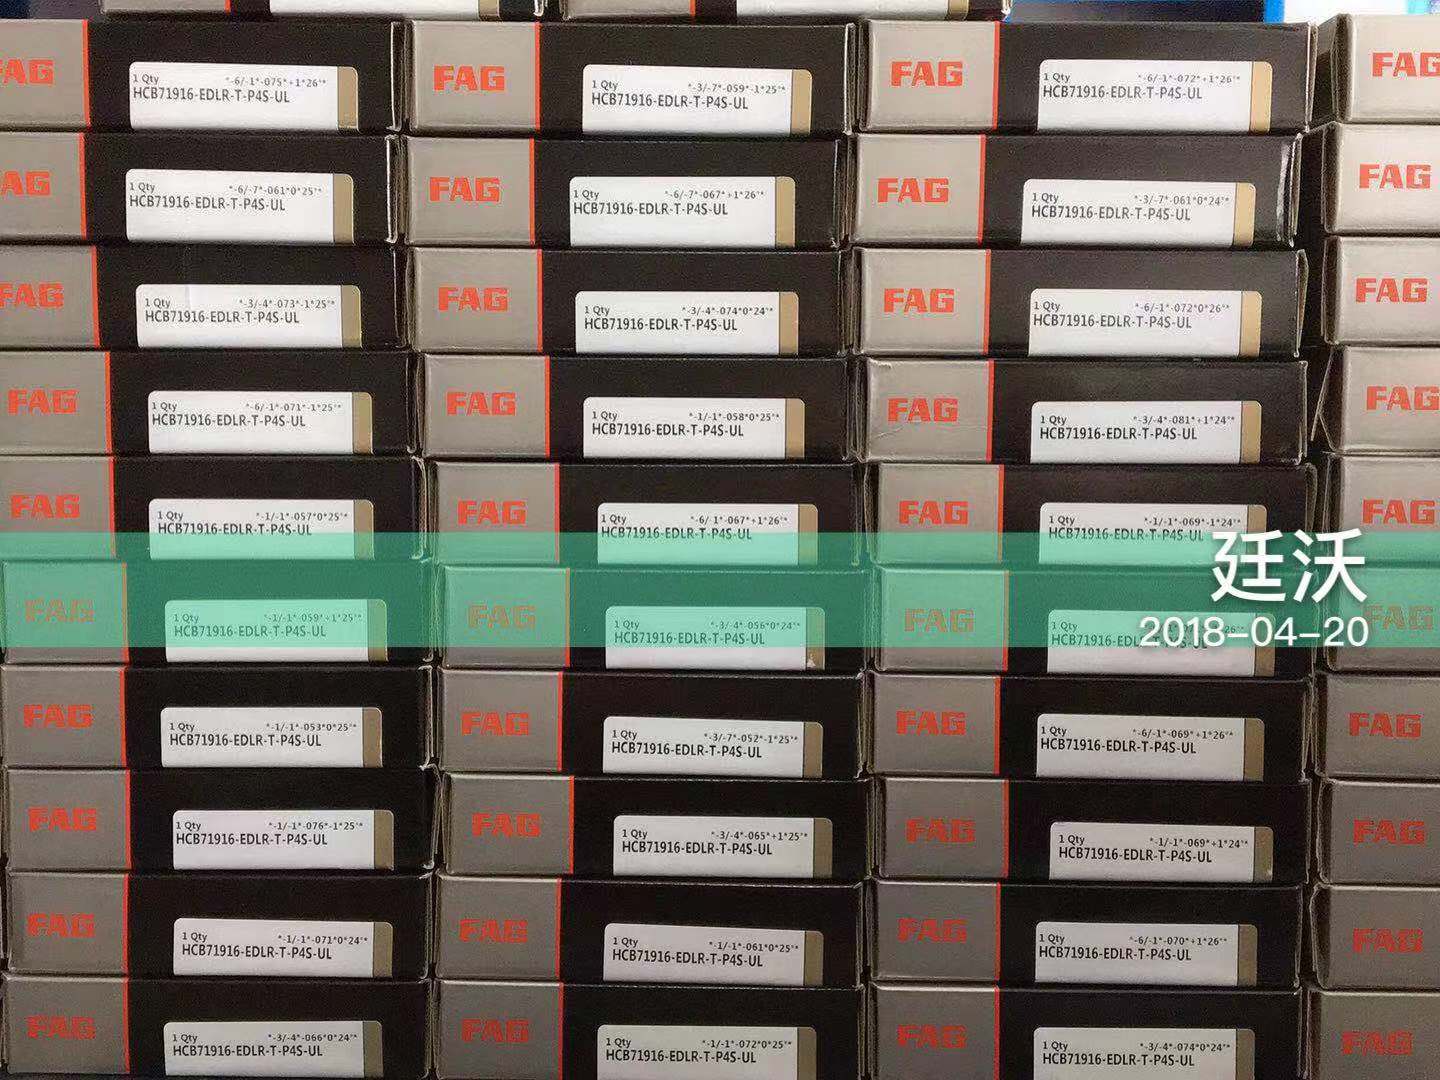 FAG
1 Qty *-6/-1*-075*+1*26'*
HCB71916-EDLR-T-P4S-UL
FAG
1 Qty *-3/-7*-059*-1*25'*
HCB71916-EDLR-T-P4S-UL
FAG
1 Qty *-6/-1*-072*+1*26'*
HCB71916-EDLR-T-P4S-UL
FAG
FAG
1 Qty *-6/-7*-061*0*25'*
HCB71916-EDLR-T-P4S-UL
FAG
1 Qty *-6/-7*-067*+1*26'*
HCB71916-EDLR-T-P4S-UL
FAG
1 Qty *-3/-7*-061*0*24'*
HCB71916-EDLR-T-P4S-UL
FAG
FAG
1 Qty *-3/-4*-073*-1*25'*
HCB71916-EDLR-T-P4S-UL
FAG
1 Qty *-3/-4*-074*0*24'*
HCB71916-EDLR-T-P4S-UL
FAG
1 Qty *-6/-1*-072*0*26'*
HCB71916-EDLR-T-P4S-UL
FAG
FAG
1 Qty *-6/-1*-071*-1*25'*
HCB71916-EDLR-T-P4S-UL
FAG
1 Qty *-1/-1*-058*0*25'*
HCB71916-EDLR-T-P4S-UL
FAG
1 Qty *-3/-4*-081*+1*24'*
HCB71916-EDLR-T-P4S-UL
FAG
FAG
1 Qty *-1/-1*-057*0*25'*
HCB71916-EDLR-T-P4S-UL
FAG
1 Qty *-6/-1*-067*+1*26'*
HCB71916-EDLR-T-P4S-UL
FAG
1 Qty *-1/-1*-069*-1*24'*
HCB71916-EDLR-T-P4S-UL
FAG
廷沃
2018-04-20
FAG
1 Qty *-1/-1*-059*+1*25'*
HCB71916-EDLR-T-P4S-UL
FAG
1 Qty *-3/-4*-056*0*24'*
HCB71916-EDLR-T-P4S-UL
FAG
1 Qty
FAG
FAG
1 Qty *-1/-1*-053*0*25'*
HCB71916-EDLR-T-P4S-UL
FAG
1 Qty *-3/-7*-052*-1*25'*
HCB71916-EDLR-T-P4S-UL
FAG
1 Qty *-6/-1*-069*+1*26'*
HCB71916-EDLR-T-P4S-UL
FAG
FAG
1 Qty *-1/-1*-076*-1*25'*
HCB71916-EDLR-T-P4S-UL
FAG
1 Qty *-3/-4*-065*+1*25'*
HCB71916-EDLR-T-P4S-UL
FAG
1 Qty *-1/-1*-069*+1*24'*
HCB71916-EDLR-T-P4S-UL
FAG
FAG
1 Qty *-1/-1*-071*0*24'*
HCB71916-EDLR-T-P4S-UL
FAG
1 Qty *-1/-1*-061*0*25'*
HCB71916-EDLR-T-P4S-UL
FAG
1 Qty *-6/-1*-070*+1*26'*
HCB71916-EDLR-T-P4S-UL
FAG
FAG
1 Qty *-3/-4*-066*0*24'*
HCB71916-EDLR-T-P4S-UL
FAG
1 Qty *-1/-1*-072*0*25'*
HCB71916-EDLR-T-P4S-UL
FAG
1 Qty *-3/-4*-074*0*24'*
HCB71916-EDLR-T-P4S-UL
FAG